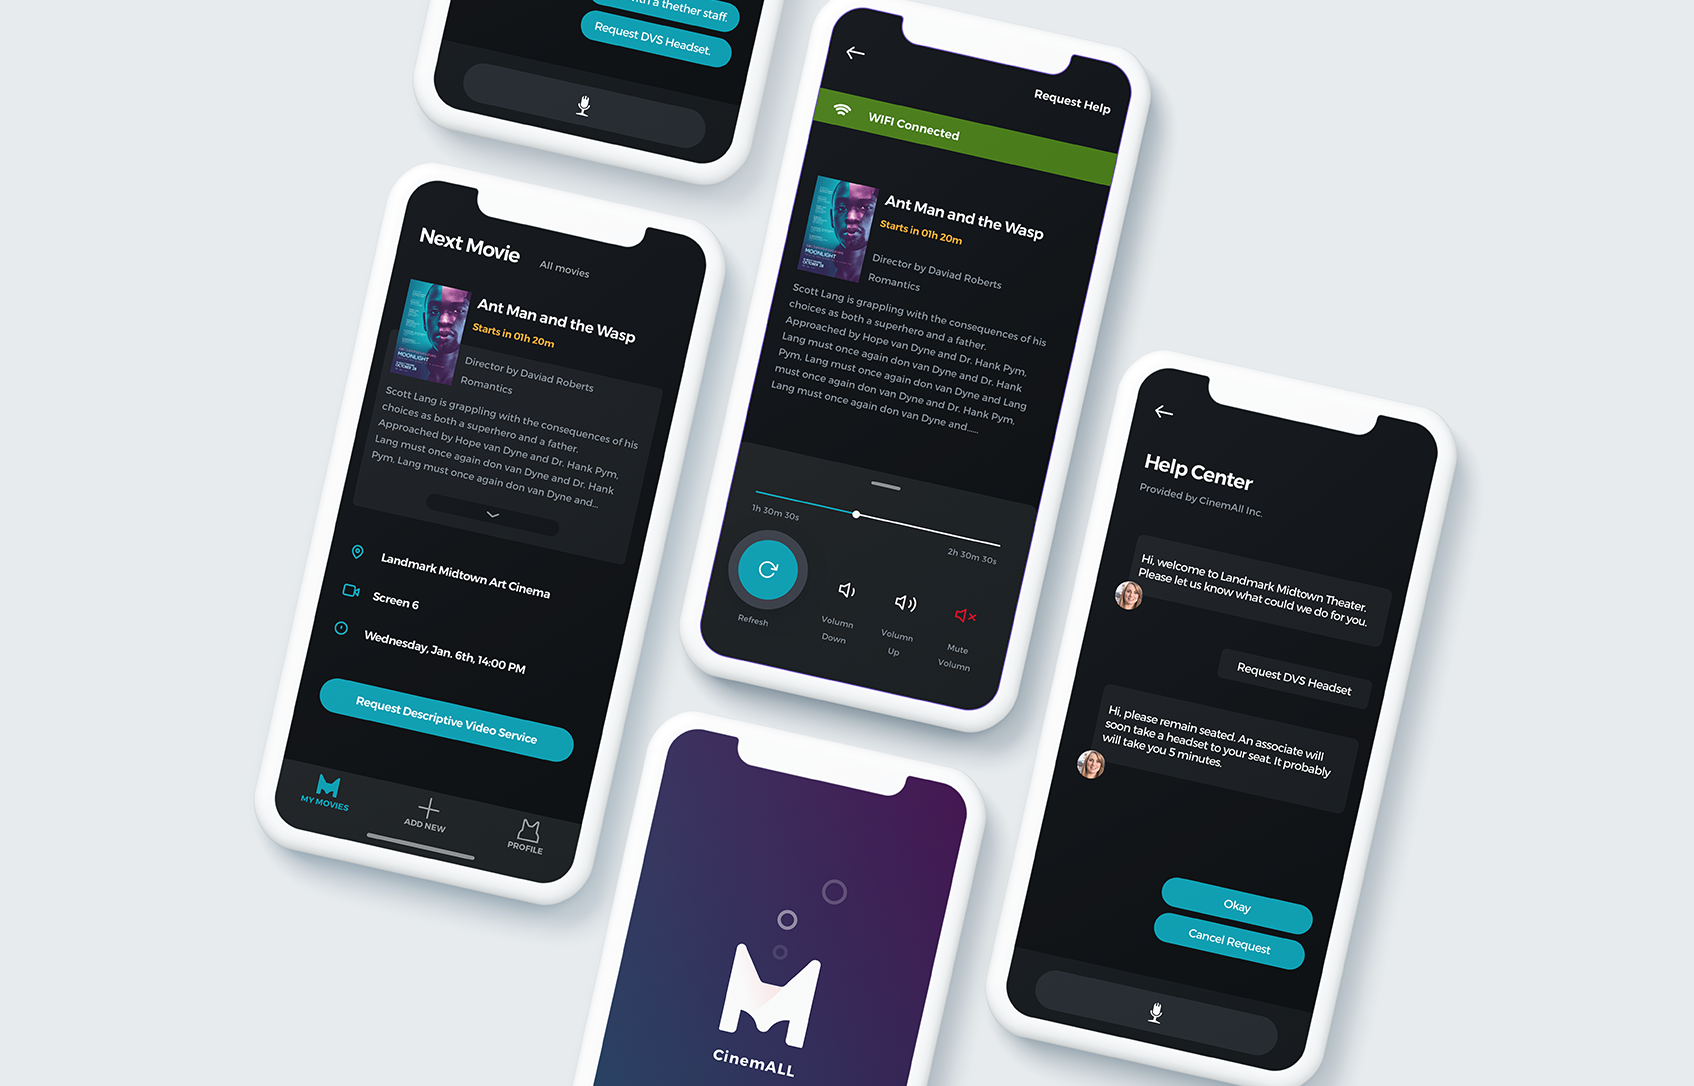 with a thether staff.
Request DVS Headset.
Next Movie
All movies
Ant Man and the Wasp
Starts in 01h 20m
MOONLIGHT
Director by Daviad Roberts
Romantics
Scott Lang is grappling with the consequences of his
choices as both a superhero and a father.
Approached by Hope van Dyne and Dr. Hank Pym,
Lang must once again don van Dyne and Dr. Hank
Pym, Lang must once again don van Dyne and...
Landmark Midtown Art Cinema
Screen 6
Wednesday, Jan. 6th, 14:00 PM
Request Descriptive Video Service
MY MOVIES
ADD NEW
PROFILE
Request Help
WIFI Connected
Ant Man and the Wasp
Starts in 01h 20m
MOONLIGHT
Director by Daviad Roberts
Romantics
Scott Lang is grappling with the consequences of his
choices as both a superhero and a father.
Approached by Hope van Dyne and Dr. Hank Pym,
Lang must once again don van Dyne and Dr. Hank
Pym, Lang must once again don van Dyne and Lang
must once again don van Dyne and Dr. Hank Pym,
Lang must once again don van Dyne and......
1h 30m 30s
2h 30m 30s
Refresh
Volumn
Down
Volumn
Up
Mute
Volumn
CinemALL
Help Center
Provided by CinemAll Inc.
Hi, welcome to Landmark Midtown Theater.
Please let us know what could we do for you.
Request DVS Headset
Hi, please remain seated. An associate will
soon take a headset to your seat. It probably
will take you 5 minutes.
Okay
Cancel Request